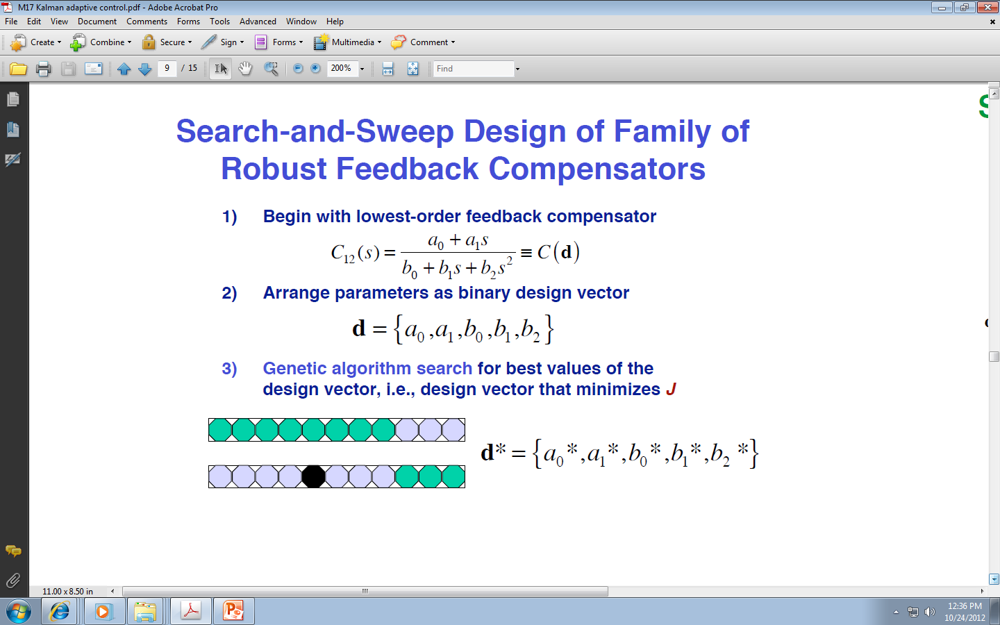 M17 Kalman adaptive control.pdf - Adobe Acrobat Pro
File Edit View Document Comments Forms Tools Advanced Window Help
Create Combine Secure Sign Forms Multimedia Comment
9 / 15 200% Find
S
Search-and-Sweep Design of Family of
Robust Feedback Compensators
1) Begin with lowest-order feedback compensator
C₁₂(s) = (a₀ + a₁s) / (b₀ + b₁s + b₂s²) ≡ C(d)
2) Arrange parameters as binary design vector
d = {a₀, a₁, b₀, b₁, b₂}
3) Genetic algorithm search for best values of the
design vector, i.e., design vector that minimizes J
d* = {a₀*, a₁*, b₀*, b₁*, b₂ *}
11.00 x 8.50 in
12:36 PM
10/24/2012